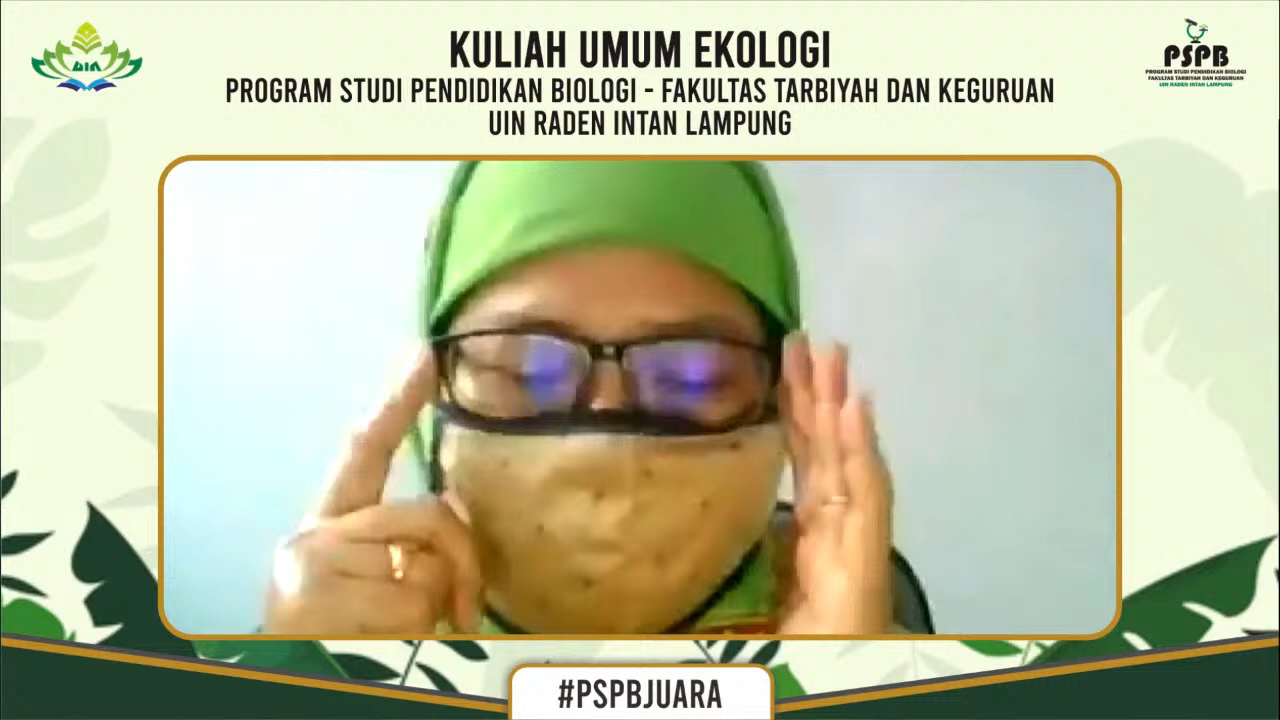 KULIAH UMUM EKOLOGI
PROGRAM STUDI PENDIDIKAN BIOLOGI - FAKULTAS TARBIYAH DAN KEGURUAN
UIN RADEN INTAN LAMPUNG
PSPB
PROGRAM STUDI PENDIDIKAN BIOLOGI
FAKULTAS TARBIYAH DAN KEGURUAN
UIN RADEN INTAN LAMPUNG
#PSPBJUARA